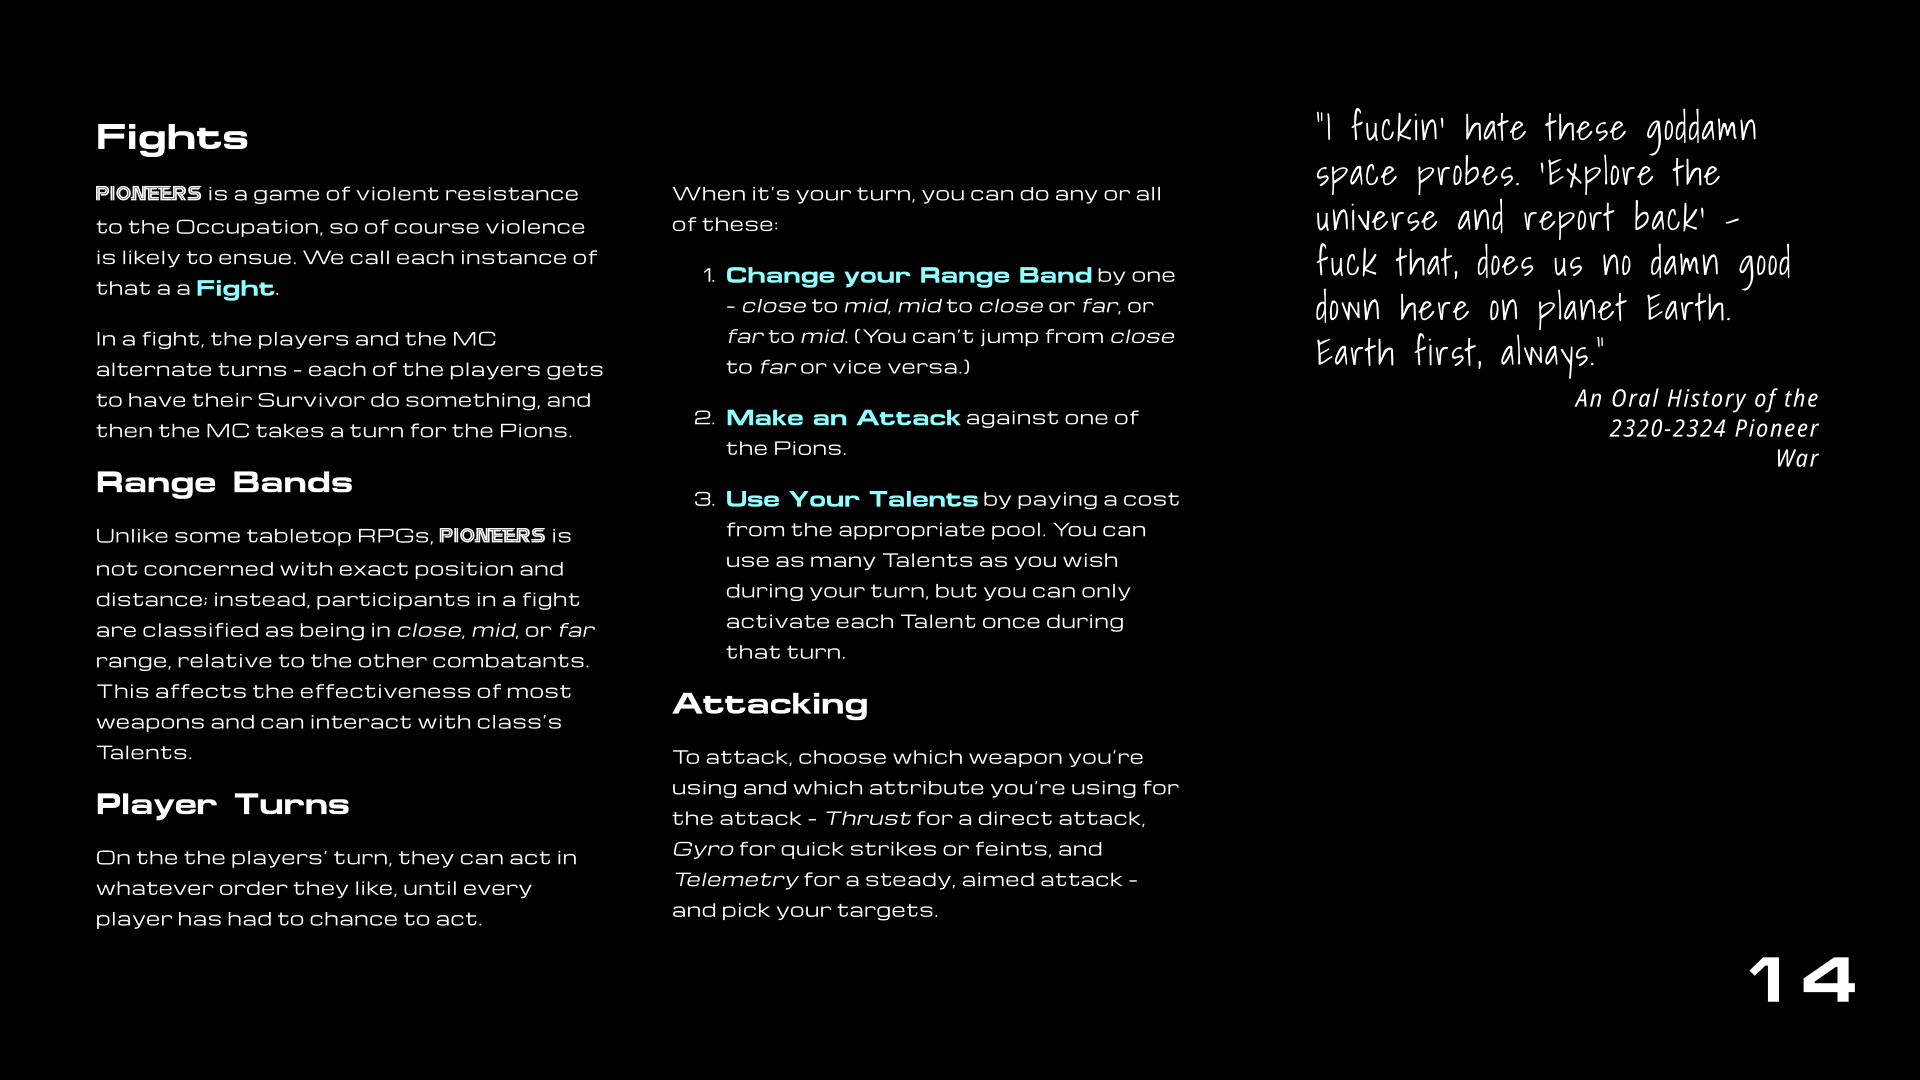 Fights
PIONEERS is a game of violent resistance
to the Occupation, so of course violence
is likely to ensue. We call each instance of
that a a Fight.
In a fight, the players and the MC
alternate turns - each of the players gets
to have their Survivor do something, and
then the MC takes a turn for the Pions.
Range Bands
Unlike some tabletop RPGs, PIONEERS is
not concerned with exact position and
distance; instead, participants in a fight
are classified as being in close, mid, or far
range, relative to the other combatants.
This affects the effectiveness of most
weapons and can interact with class's
Talents.
Player Turns
On the the players' turn, they can act in
whatever order they like, until every
player has had to chance to act.
When it's your turn, you can do any or all
of these:
1. Change your Range Band by one
- close to mid, mid to close or far, or
far to mid. (You can't jump from close
to far or vice versa.)
2. Make an Attack against one of
the Pions.
3. Use Your Talents by paying a cost
from the appropriate pool. You can
use as many Talents as you wish
during your turn, but you can only
activate each Talent once during
that turn.
Attacking
To attack, choose which weapon you're
using and which attribute you're using for
the attack - Thrust for a direct attack,
Gyro for quick strikes or feints, and
Telemetry for a steady, aimed attack -
and pick your targets.
"I fuckin' hate these goddamn
space probes. 'Explore the
universe and report back' -
fuck that, does us no damn good
down here on planet Earth.
Earth first, always."
An Oral History of the
2320-2324 Pioneer
War
14